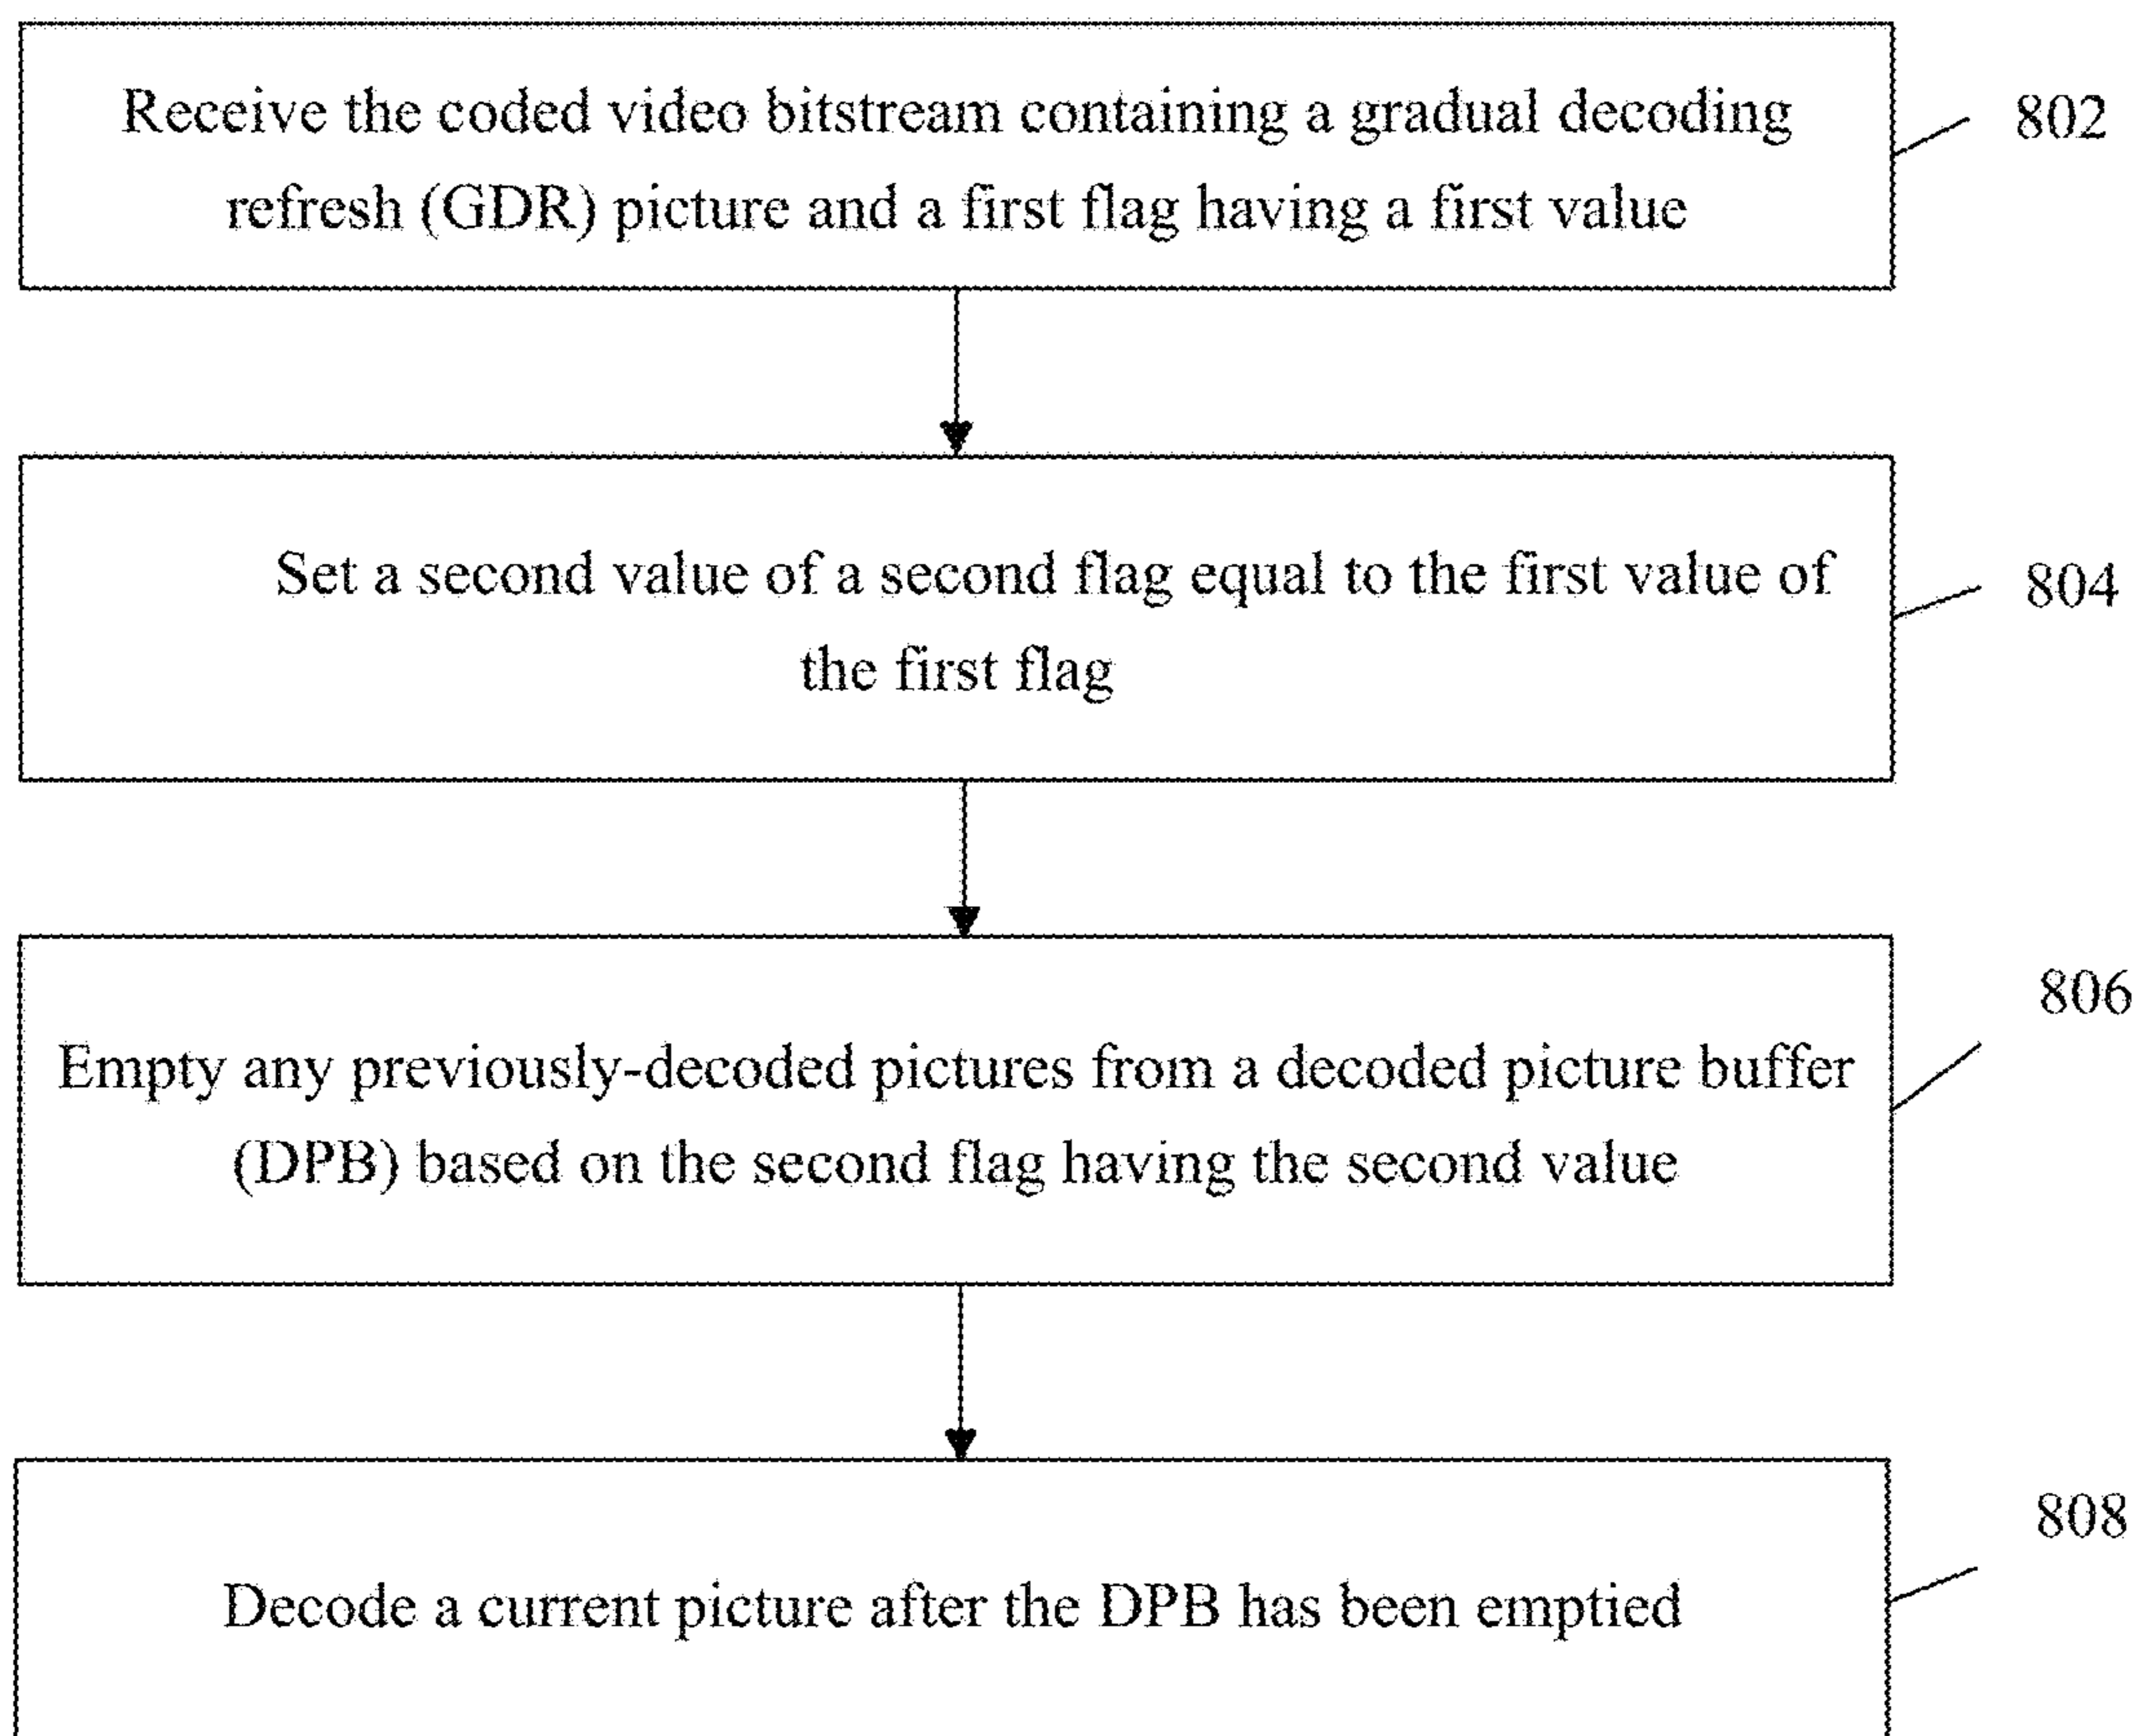 Receive the coded video bitstream containing a gradual decoding
802
refresh (GDR) picture and a first flag having a first value
Set a second value of a second flag equal to the first value of
804
the first flag
806
Empty any previously-decoded pictures from a decoded picture buffer
(DPB) based on the second flag having the second value
808
Decode a current picture after the DPB has been emptied